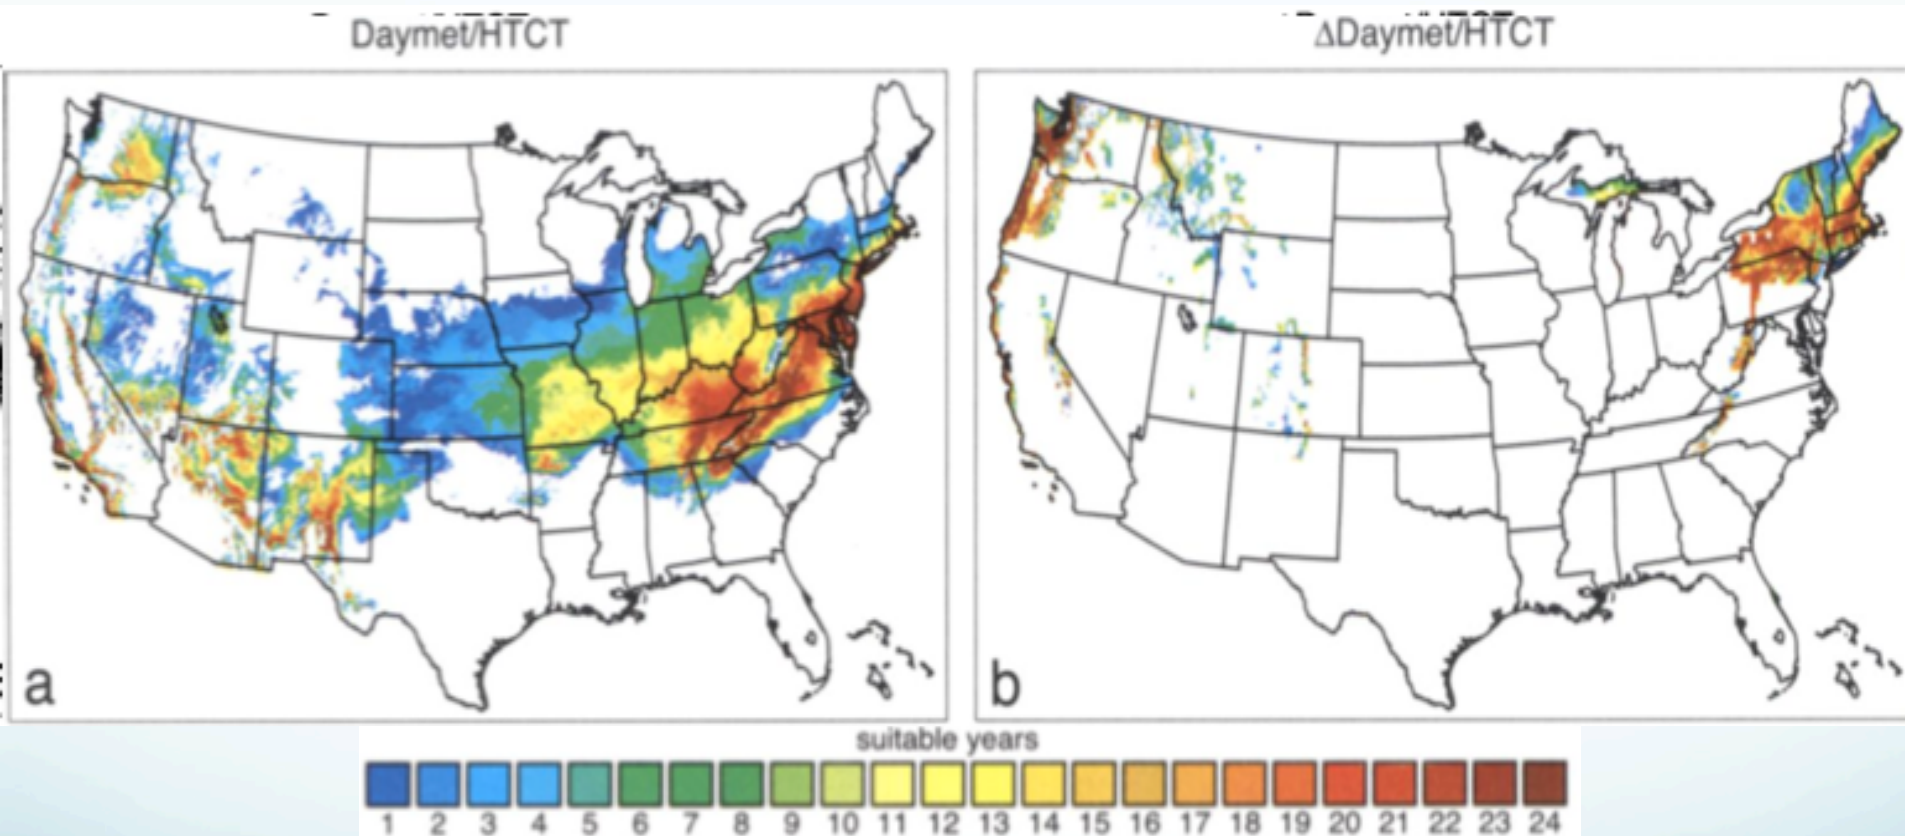 Daymet/HTCT
ΔDaymet/HTCT
a
b
suitable years
1 2 3 4 5 6 7 8 9 10 11 12 13 14 15 16 17 18 19 20 21 22 23 24